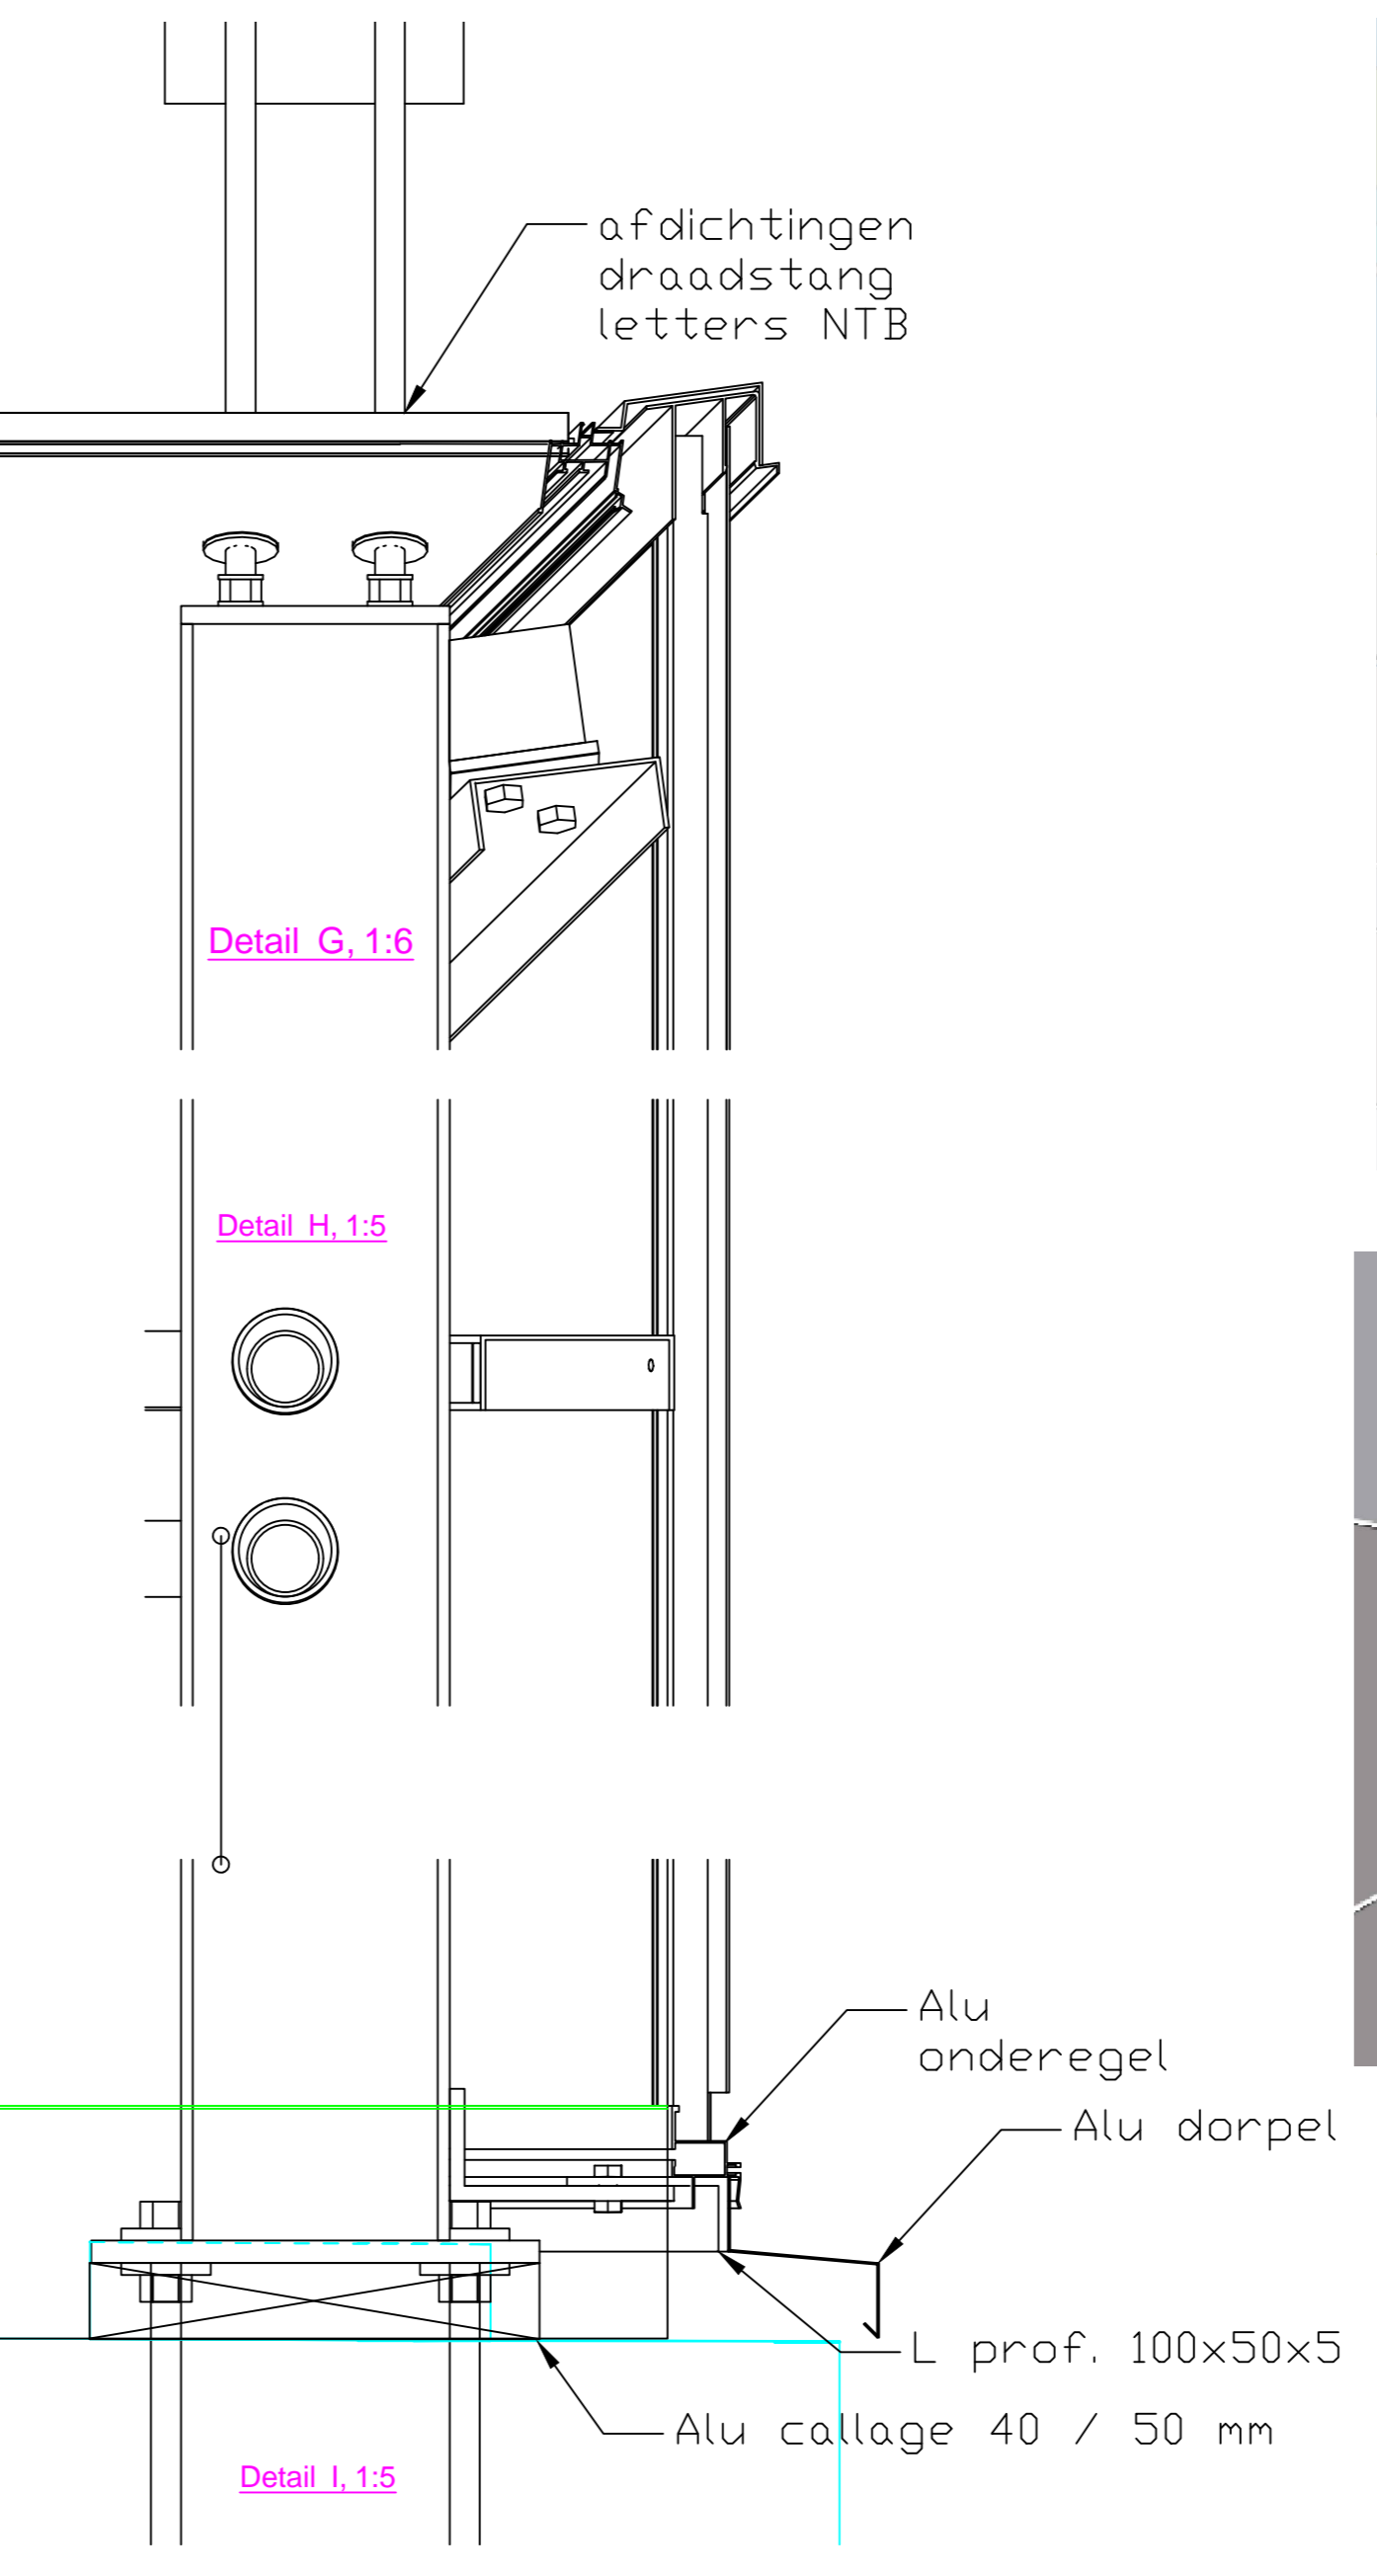 afdichtingen
draadstang
letters NTB
Detail G, 1:6
Detail H, 1:5
Alu
onderegel
Alu dorpel
L prof. 100x50x5
Alu callage 40 / 50 mm
Detail I, 1:5